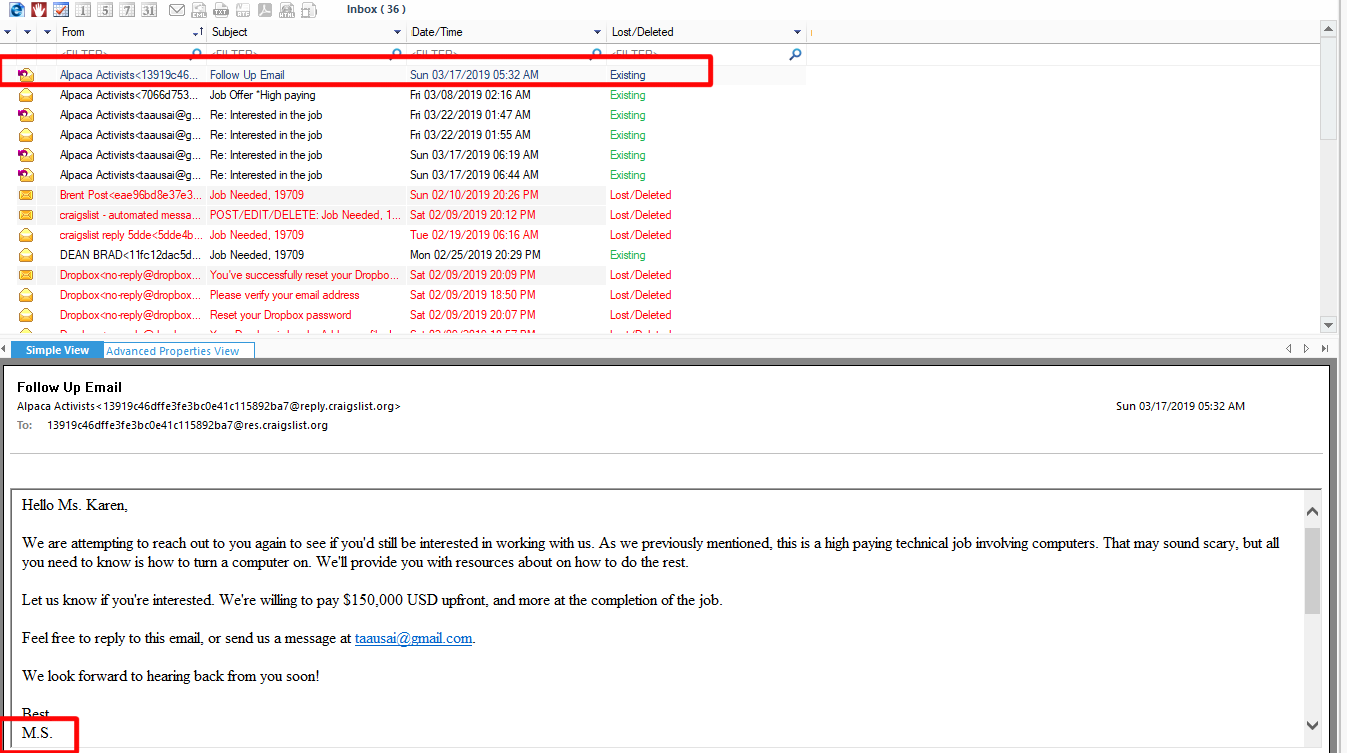 1 5 7 31 EML TXT RTF HTML Inbox ( 36 )
From Subject Date/Time Lost/Deleted
<FILTER> <FILTER> <FILTER> <FILTER>
Alpaca Activists<13919c46... Follow Up Email Sun 03/17/2019 05:32 AM Existing
Alpaca Activists<7066d753... Job Offer *High paying Fri 03/08/2019 02:16 AM Existing
Alpaca Activists<taausai@g... Re: Interested in the job Fri 03/22/2019 01:47 AM Existing
Alpaca Activists<taausai@g... Re: Interested in the job Fri 03/22/2019 01:55 AM Existing
Alpaca Activists<taausai@g... Re: Interested in the job Sun 03/17/2019 06:19 AM Existing
Alpaca Activists<taausai@g... Re: Interested in the job Sun 03/17/2019 06:44 AM Existing
Brent Post<eae96bd8e37e3... Job Needed, 19709 Sun 02/10/2019 20:26 PM Lost/Deleted
craigslist - automated messa... POST/EDIT/DELETE: Job Needed, 1... Sat 02/09/2019 20:12 PM Lost/Deleted
craigslist reply 5dde<5dde4b... Job Needed, 19709 Tue 02/19/2019 06:16 AM Lost/Deleted
DEAN BRAD<11fc12dac5d... Job Needed, 19709 Mon 02/25/2019 20:29 PM Existing
Dropbox<no-reply@dropbox... You've successfully reset your Dropbo... Sat 02/09/2019 20:09 PM Lost/Deleted
Dropbox<no-reply@dropbox... Please verify your email address Sat 02/09/2019 18:50 PM Lost/Deleted
Dropbox<no-reply@dropbox... Reset your Dropbox password Sat 02/09/2019 20:07 PM Lost/Deleted
Simple View Advanced Properties View
Follow Up Email
Alpaca Activists<13919c46dffe3fe3bc0e41c115892ba7@reply.craigslist.org> Sun 03/17/2019 05:32 AM
To: 13919c46dffe3fe3bc0e41c115892ba7@res.craigslist.org
Hello Ms. Karen,
We are attempting to reach out to you again to see if you'd still be interested in working with us. As we previously mentioned, this is a high paying technical job involving computers. That may sound scary, but all
you need to know is how to turn a computer on. We'll provide you with resources about on how to do the rest.
Let us know if you're interested. We're willing to pay $150,000 USD upfront, and more at the completion of the job.
Feel free to reply to this email, or send us a message at taausai@gmail.com.
We look forward to hearing back from you soon!
Best,
M.S.